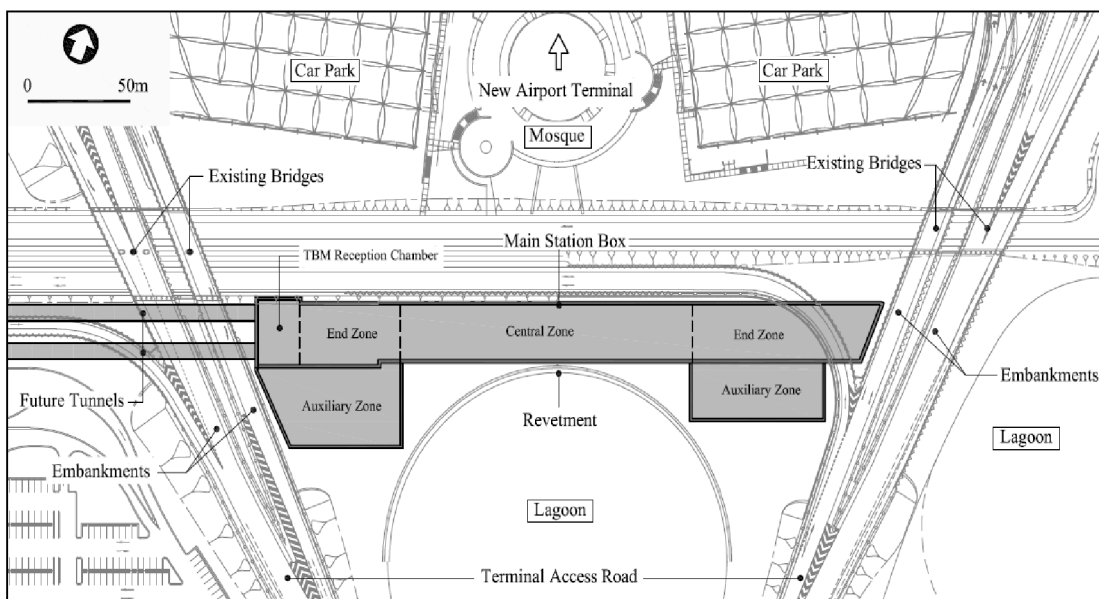 0 50m
Car Park
New Airport Terminal
Car Park
Mosque
Existing Bridges
Existing Bridges
Main Station Box
TBM Reception Chamber
End Zone
Central Zone
End Zone
Auxiliary Zone
Auxiliary Zone
Future Tunnels
Embankments
Revetment
Embankments
Lagoon
Lagoon
Terminal Access Road